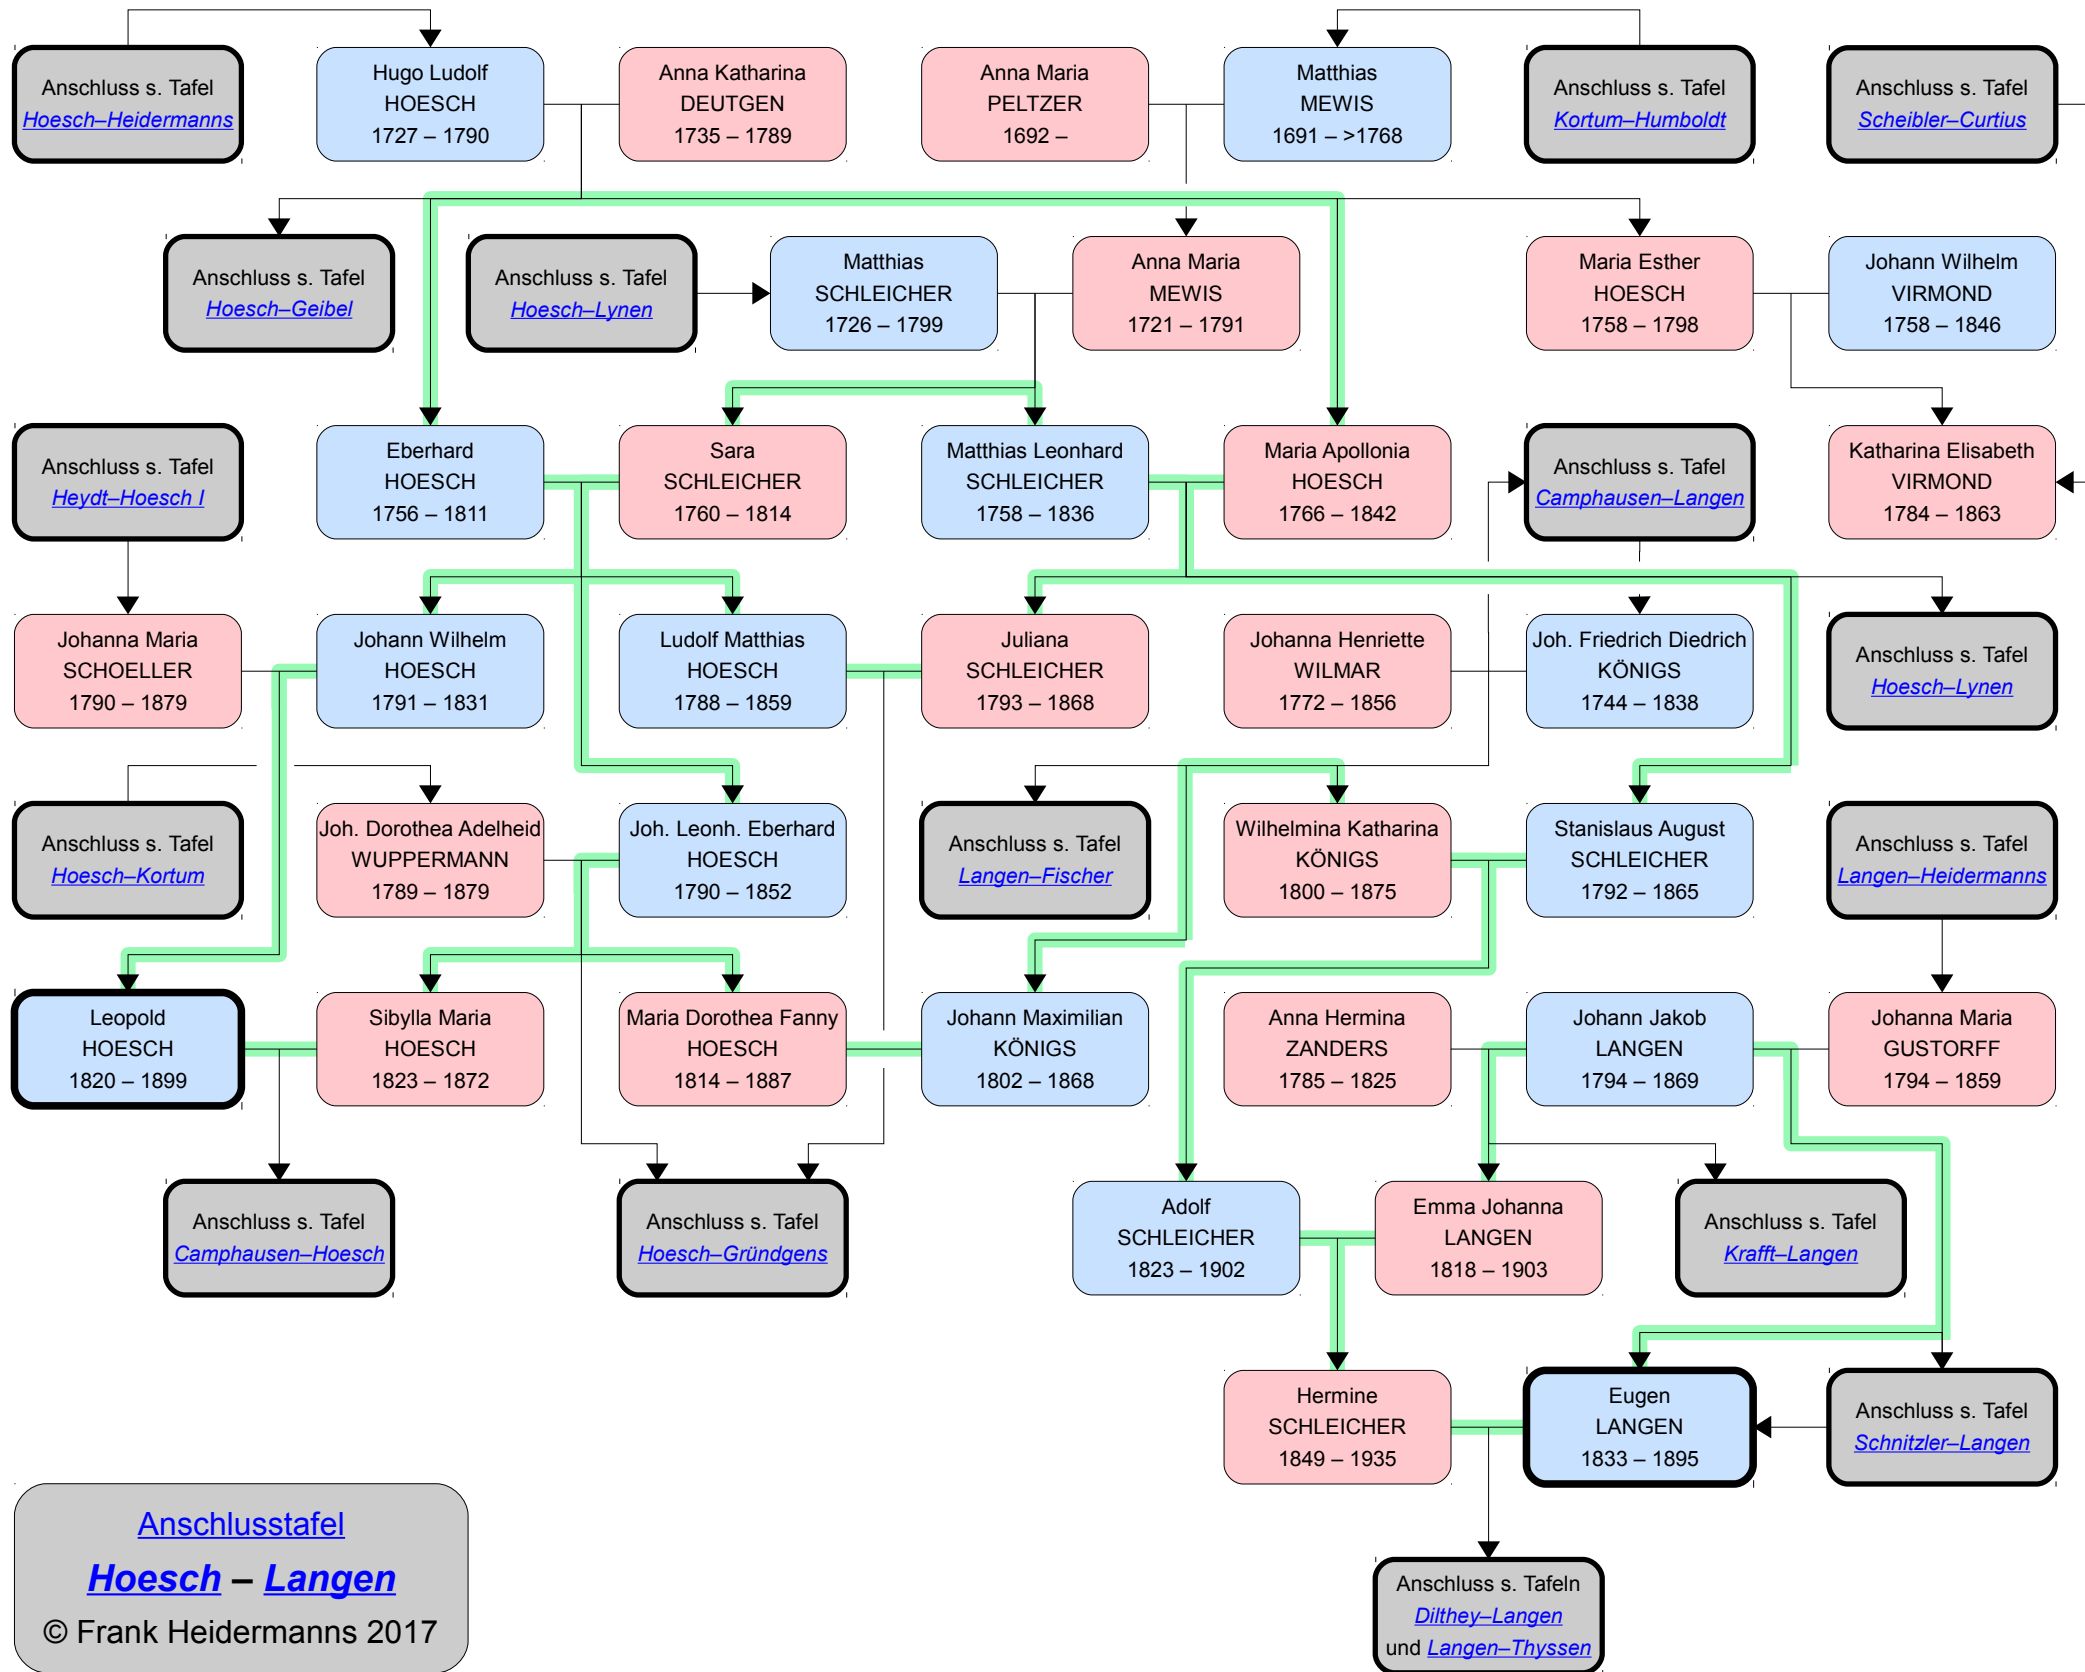 Anschluss s. Tafel
Hoesch–Heidermanns
Hugo Ludolf
HOESCH
1727 – 1790
Anna Katharina
DEUTGEN
1735 – 1789
Anna Maria
PELTZER
1692 –
Matthias
MEWIS
1691 – >1768
Anschluss s. Tafel
Kortum–Humboldt
Anschluss s. Tafel
Scheibler–Curtius
Anschluss s. Tafel
Hoesch–Geibel
Anschluss s. Tafel
Hoesch–Lynen
Matthias
SCHLEICHER
1726 – 1799
Anna Maria
MEWIS
1721 – 1791
Maria Esther
HOESCH
1758 – 1798
Johann Wilhelm
VIRMOND
1758 – 1846
Anschluss s. Tafel
Heydt–Hoesch I
Eberhard
HOESCH
1756 – 1811
Sara
SCHLEICHER
1760 – 1814
Matthias Leonhard
SCHLEICHER
1758 – 1836
Maria Apollonia
HOESCH
1766 – 1842
Anschluss s. Tafel
Camphausen–Langen
Katharina Elisabeth
VIRMOND
1784 – 1863
Johanna Maria
SCHOELLER
1790 – 1879
Johann Wilhelm
HOESCH
1791 – 1831
Ludolf Matthias
HOESCH
1788 – 1859
Juliana
SCHLEICHER
1793 – 1868
Johanna Henriette
WILMAR
1772 – 1856
Joh. Friedrich Diedrich
KÖNIGS
1744 – 1838
Anschluss s. Tafel
Hoesch–Lynen
Anschluss s. Tafel
Hoesch–Kortum
Joh. Dorothea Adelheid
WUPPERMANN
1789 – 1879
Joh. Leonh. Eberhard
HOESCH
1790 – 1852
Anschluss s. Tafel
Langen–Fischer
Wilhelmina Katharina
KÖNIGS
1800 – 1875
Stanislaus August
SCHLEICHER
1792 – 1865
Anschluss s. Tafel
Langen–Heidermanns
Leopold
HOESCH
1820 – 1899
Sibylla Maria
HOESCH
1823 – 1872
Maria Dorothea Fanny
HOESCH
1814 – 1887
Johann Maximilian
KÖNIGS
1802 – 1868
Anna Hermina
ZANDERS
1785 – 1825
Johann Jakob
LANGEN
1794 – 1869
Johanna Maria
GUSTORFF
1794 – 1859
Anschluss s. Tafel
Camphausen–Hoesch
Anschluss s. Tafel
Hoesch–Gründgens
Adolf
SCHLEICHER
1823 – 1902
Emma Johanna
LANGEN
1818 – 1903
Anschluss s. Tafel
Krafft–Langen
Hermine
SCHLEICHER
1849 – 1935
Eugen
LANGEN
1833 – 1895
Anschluss s. Tafel
Schnitzler–Langen
Anschlusstafel
Hoesch – Langen
© Frank Heidermanns 2017
Anschluss s. Tafeln
Dilthey–Langen
und Langen–Thyssen